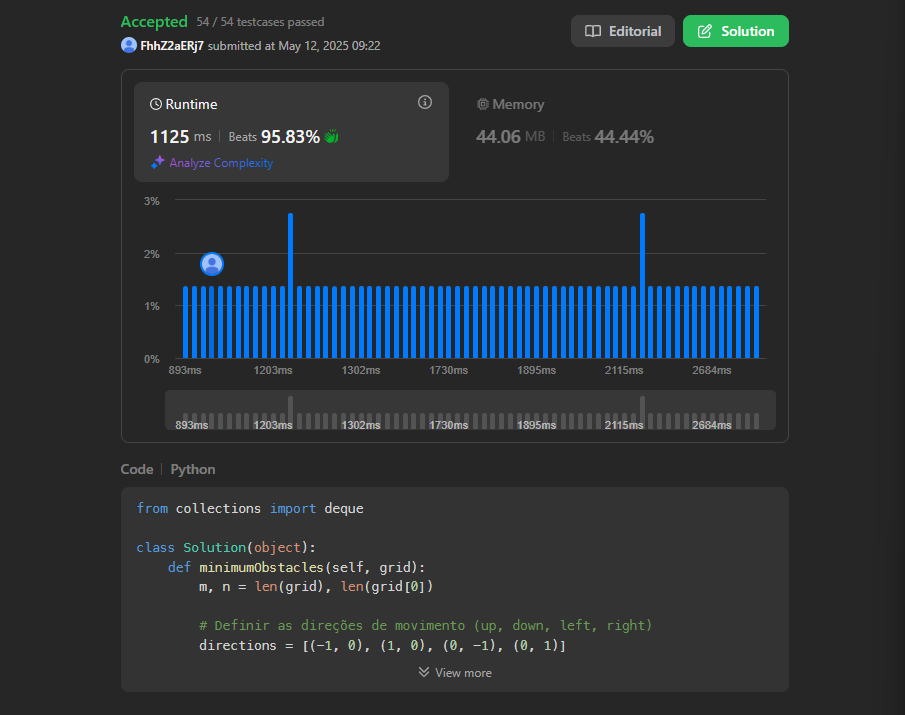 Accepted 54 / 54 testcases passed
FhhZ2aERj7 submitted at May 12, 2025 09:22
Editorial
Solution
Runtime
1125 ms Beats 95.83%
Analyze Complexity
Memory
44.06 MB Beats 44.44%
3%
2%
1%
0%
893ms 1203ms 1302ms 1730ms 1895ms 2115ms 2684ms
893ms 1203ms 1302ms 1730ms 1895ms 2115ms 2684ms
Code | Python
from collections import deque
class Solution(object):
    def minimumObstacles(self, grid):
        m, n = len(grid), len(grid[0])
        # Definir as direções de movimento (up, down, left, right)
        directions = [(-1, 0), (1, 0), (0, -1), (0, 1)]
View more